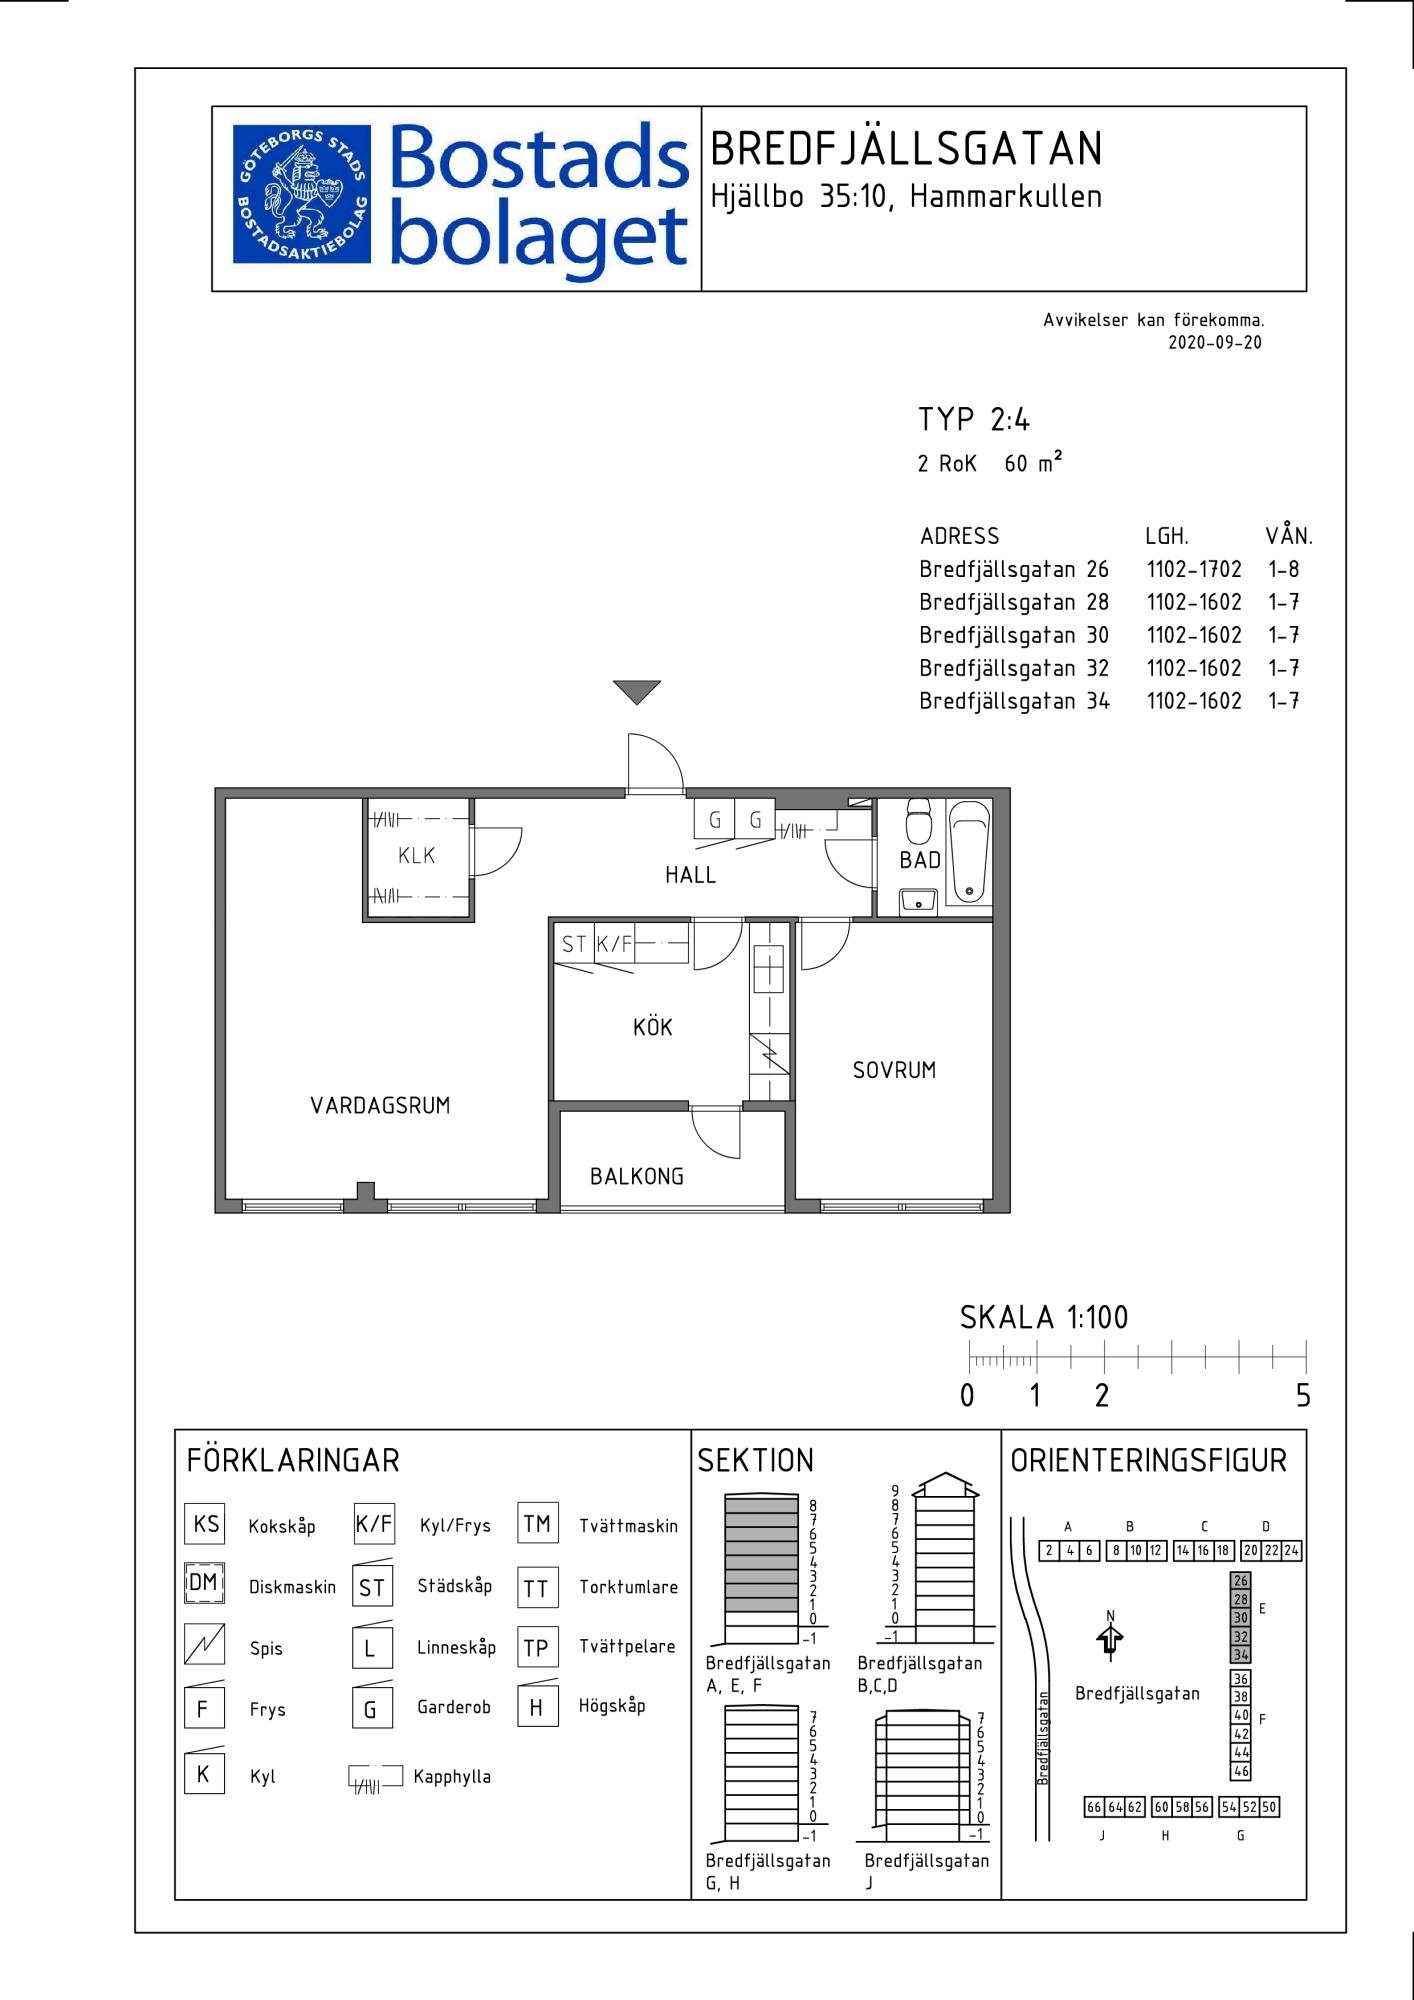 GÖTEBORGS STADS
BOSTADSAKTIEBOLAG
Bostads
bolaget
BREDFJÄLLSGATAN
Hjällbo 35:10, Hammarkullen
Avvikelser kan förekomma.
2020-09-20
TYP 2:4
2 RoK 60 m²
ADRESS LGH. VÅN.
Bredfjällsgatan 26 1102-1702 1-8
Bredfjällsgatan 28 1102-1602 1-7
Bredfjällsgatan 30 1102-1602 1-7
Bredfjällsgatan 32 1102-1602 1-7
Bredfjällsgatan 34 1102-1602 1-7
G G
KLK
BAD
HALL
ST K/F
KÖK
SOVRUM
VARDAGSRUM
BALKONG
SKALA 1:100
0 1 2 5
FÖRKLARINGAR
KS Kokskåp
K/F Kyl/Frys
TM Tvättmaskin
DM Diskmaskin
ST Städskåp
TT Torktumlare
Spis
L Linneskåp
TP Tvättpelare
F Frys
G Garderob
H Högskåp
K Kyl
Kapphylla
SEKTION
8
7
6
5
4
3
2
1
0
-1
Bredfjällsgatan
A, E, F
9
8
7
6
5
4
3
2
1
0
-1
Bredfjällsgatan
B,C,D
7
6
5
4
3
2
1
0
-1
Bredfjällsgatan
G, H
7
6
5
4
3
2
1
0
-1
Bredfjällsgatan
J
ORIENTERINGSFIGUR
A B C D
2 4 6 8 10 12 14 16 18 20 22 24
26
28
E
30
32
34
N
36
38
40
F
42
44
46
Bredfjällsgatan
Bredfjällsgatan
66 64 62 60 58 56 54 52 50
J H G